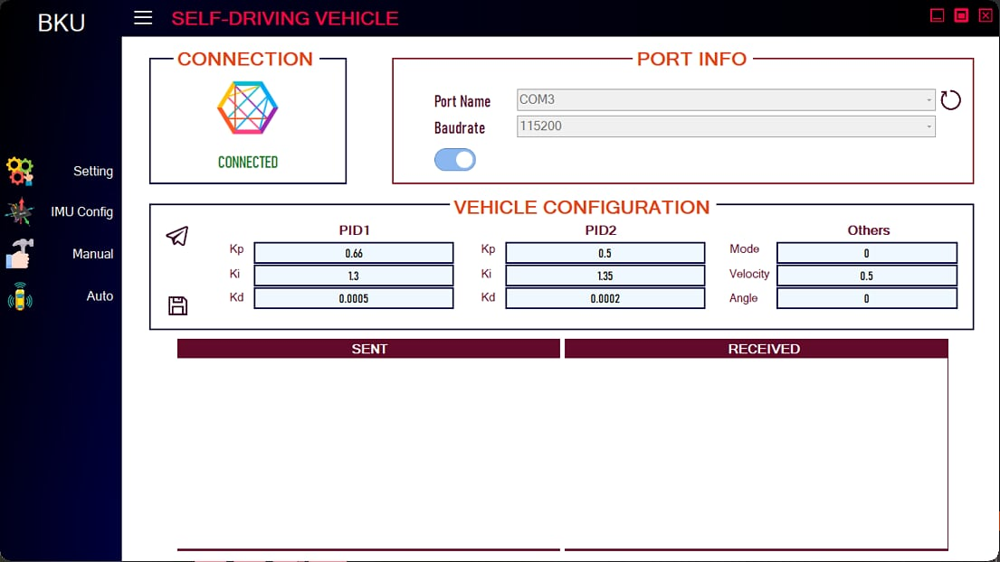 BKU
SELF-DRIVING VEHICLE
Setting
IMU Config
Manual
Auto
CONNECTION
CONNECTED
PORT INFO
Port Name COM3
Baudrate 115200
VEHICLE CONFIGURATION
PID1 PID2 Others
Kp 0.66 Kp 0.5 Mode 0
Ki 1.3 Ki 1.35 Velocity 0.5
Kd 0.0005 Kd 0.0002 Angle 0
SENT RECEIVED